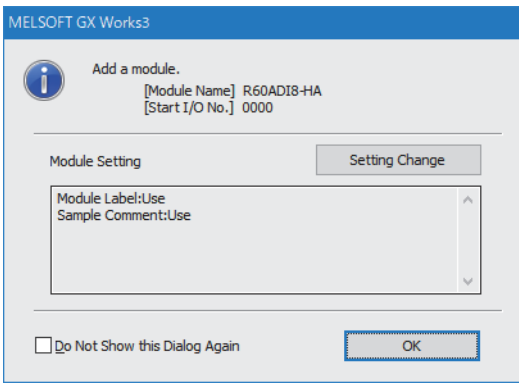 MELSOFT GX Works3
Add a module.
[Module Name] R60ADI8-HA
[Start I/O No.] 0000
Module Setting
Setting Change
Module Label:Use
Sample Comment:Use
Do Not Show this Dialog Again
OK